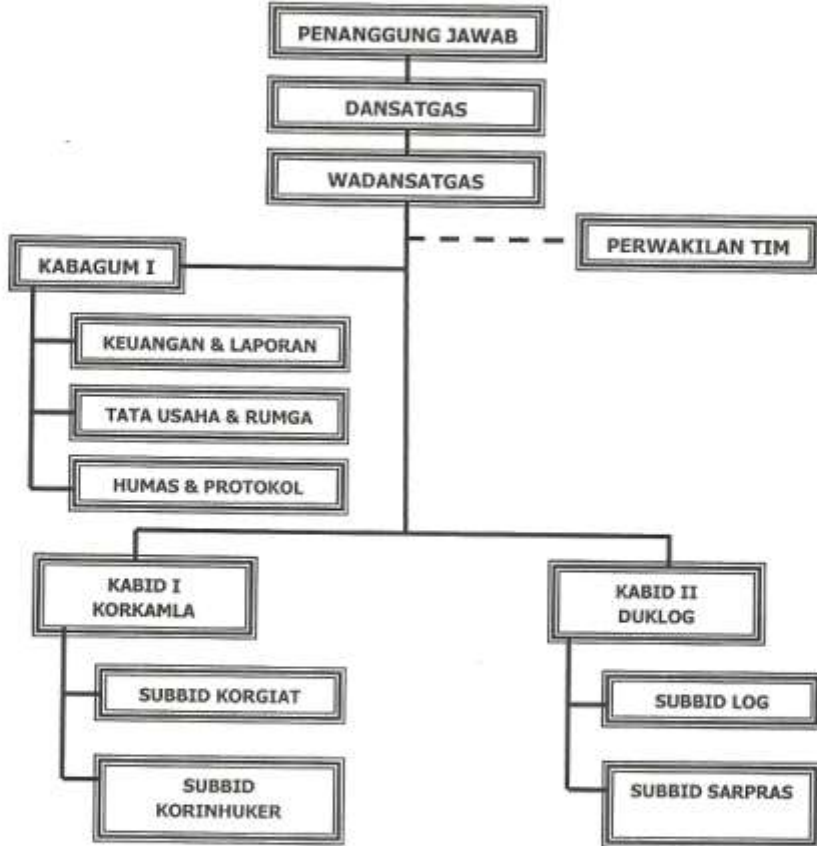 PENANGGUNG JAWAB
DANSATGAS
WADANSATGAS
PERWAKILAN TIM
KABAGUM I
KEUANGAN & LAPORAN
TATA USAHA & RUMGA
HUMAS & PROTOKOL
KABID I
KORKAMLA
SUBBID KORGIAT
SUBBID
KORINHUKER
KABID II
DUKLOG
SUBBID LOG
SUBBID SARPRAS